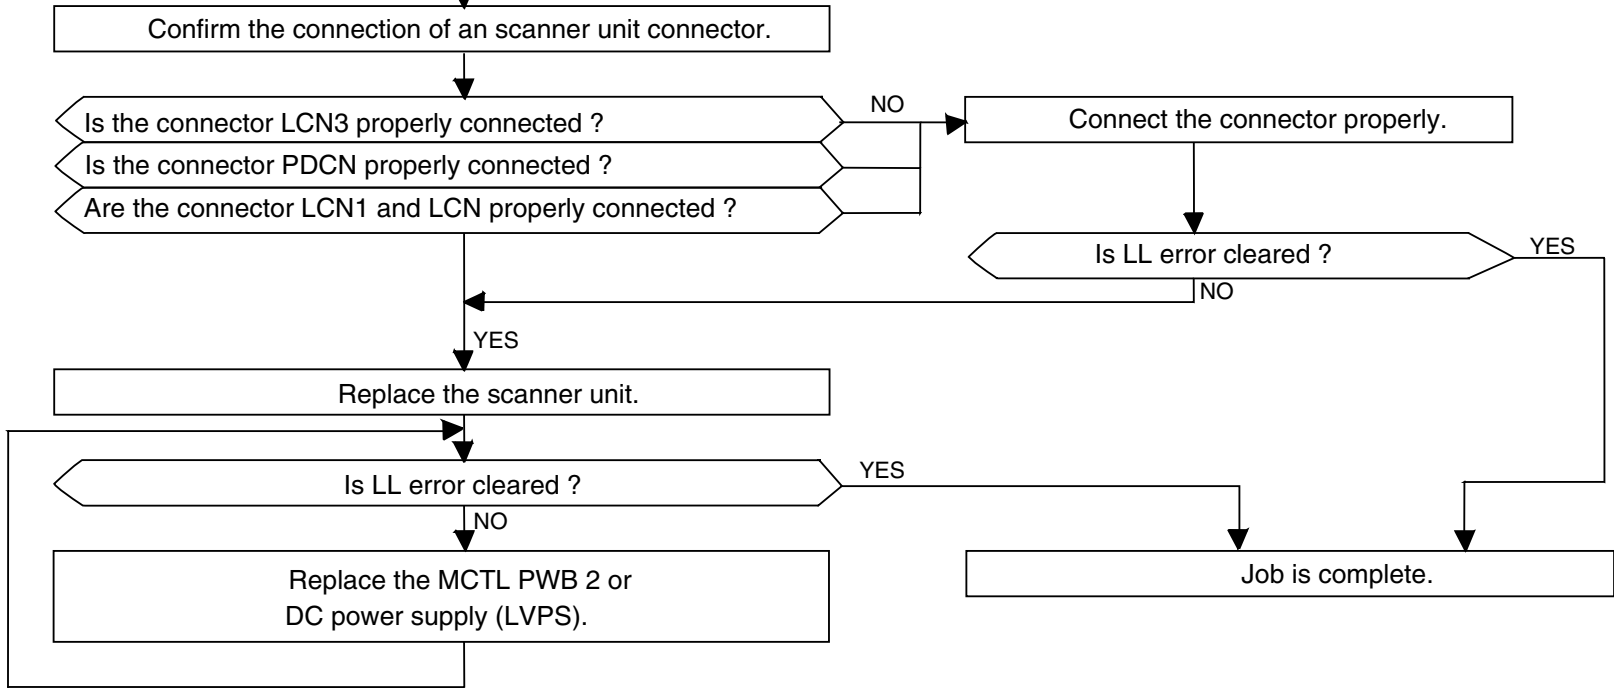 Confirm the connection of an scanner unit connector.
Is the connector LCN3 properly connected ?
NO
Connect the connector properly.
Is the connector PDCN properly connected ?
Are the connector LCN1 and LCN properly connected ?
Is LL error cleared ?
YES
NO
YES
Replace the scanner unit.
Is LL error cleared ?
YES
NO
Replace the MCTL PWB 2 or
DC power supply (LVPS).
Job is complete.